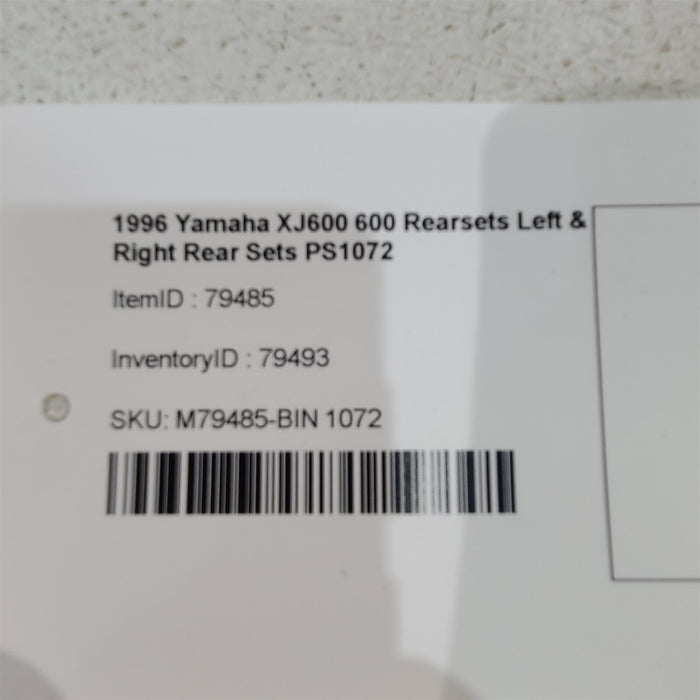 1996 Yamaha XJ600 600 Rearsets Left &
Right Rear Sets PS1072
ItemID : 79485
InventoryID : 79493
SKU: M79485-BIN 1072